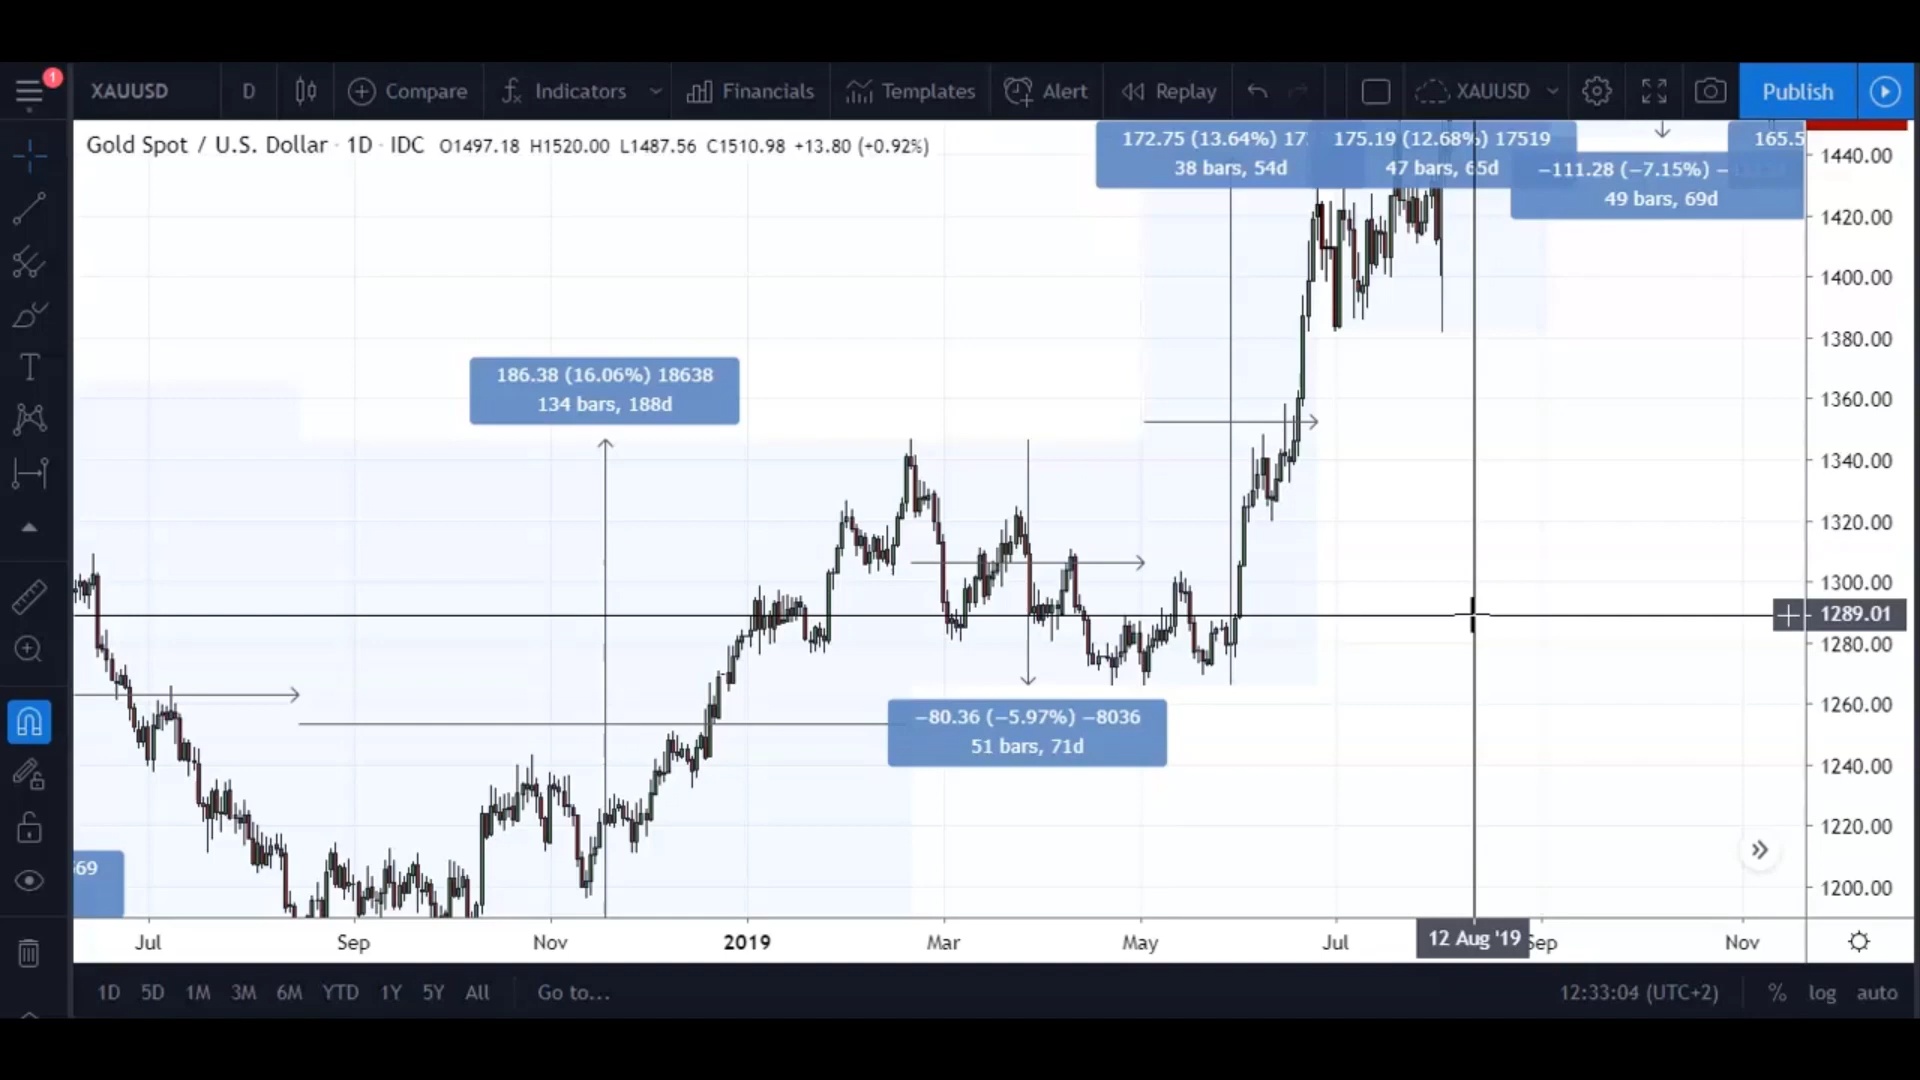 1
XAUUSD
D
Compare
Indicators
Financials
Templates
Alert
Replay
XAUUSD
Publish
Gold Spot / U.S. Dollar · 1D · IDC O1497.18 H1520.00 L1487.56 C1510.98 +13.80 (+0.92%)
172.75 (13.64%) 17
38 bars, 54d
175.19 (12.68%) 17519
47 bars, 65d
−111.28 (−7.15%) −
49 bars, 69d
165.5
186.38 (16.06%) 18638
134 bars, 188d
−80.36 (−5.97%) −8036
51 bars, 71d
69
1440.00
1420.00
1400.00
1380.00
1360.00
1340.00
1320.00
1300.00
1289.01
1280.00
1260.00
1240.00
1220.00
1200.00
Jul Sep Nov 2019 Mar May Jul 12 Aug '19 Sep Nov
1D 5D 1M 3M 6M YTD 1Y 5Y All Go to... 12:33:04 (UTC+2) % log auto